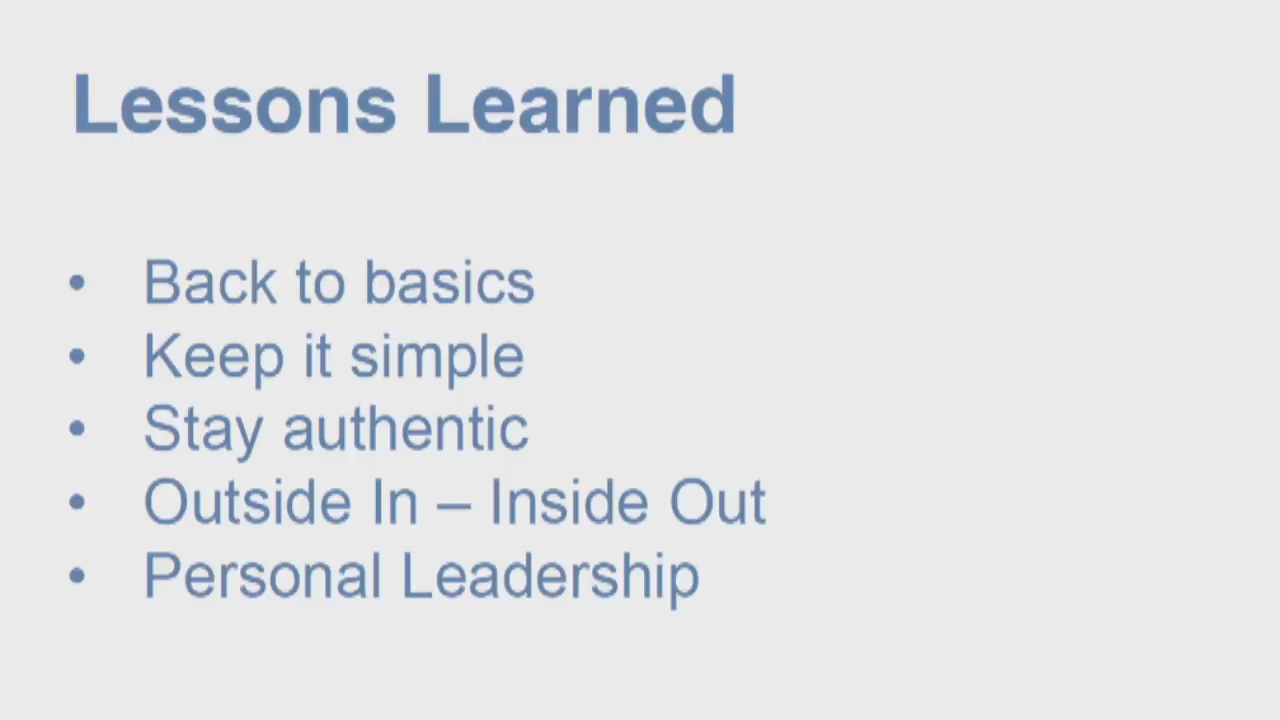 Lessons Learned
• Back to basics
• Keep it simple
• Stay authentic
• Outside In – Inside Out
• Personal Leadership